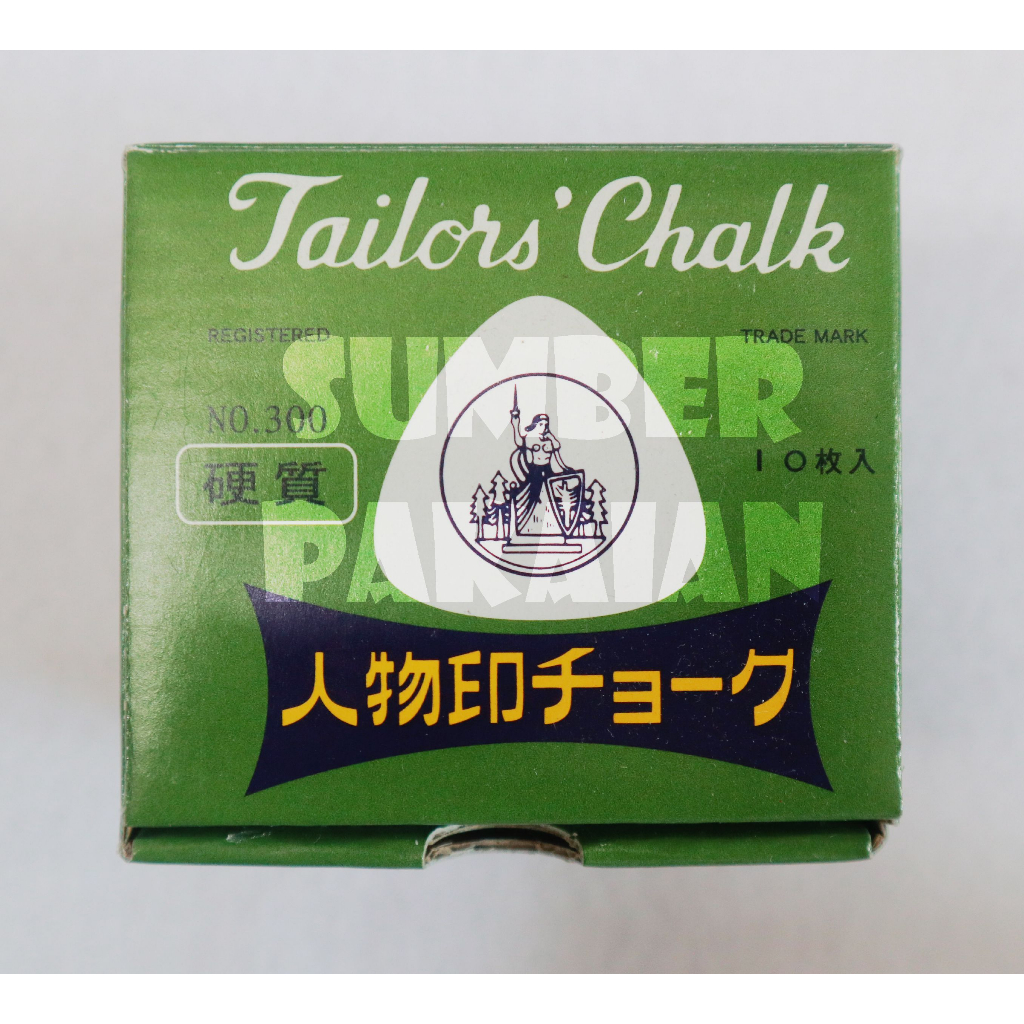 Tailors' Chalk
REGISTERED
TRADE MARK
SUMBER
NO.300
10枚入
硬質
PAKAIAN
人物印チョーク